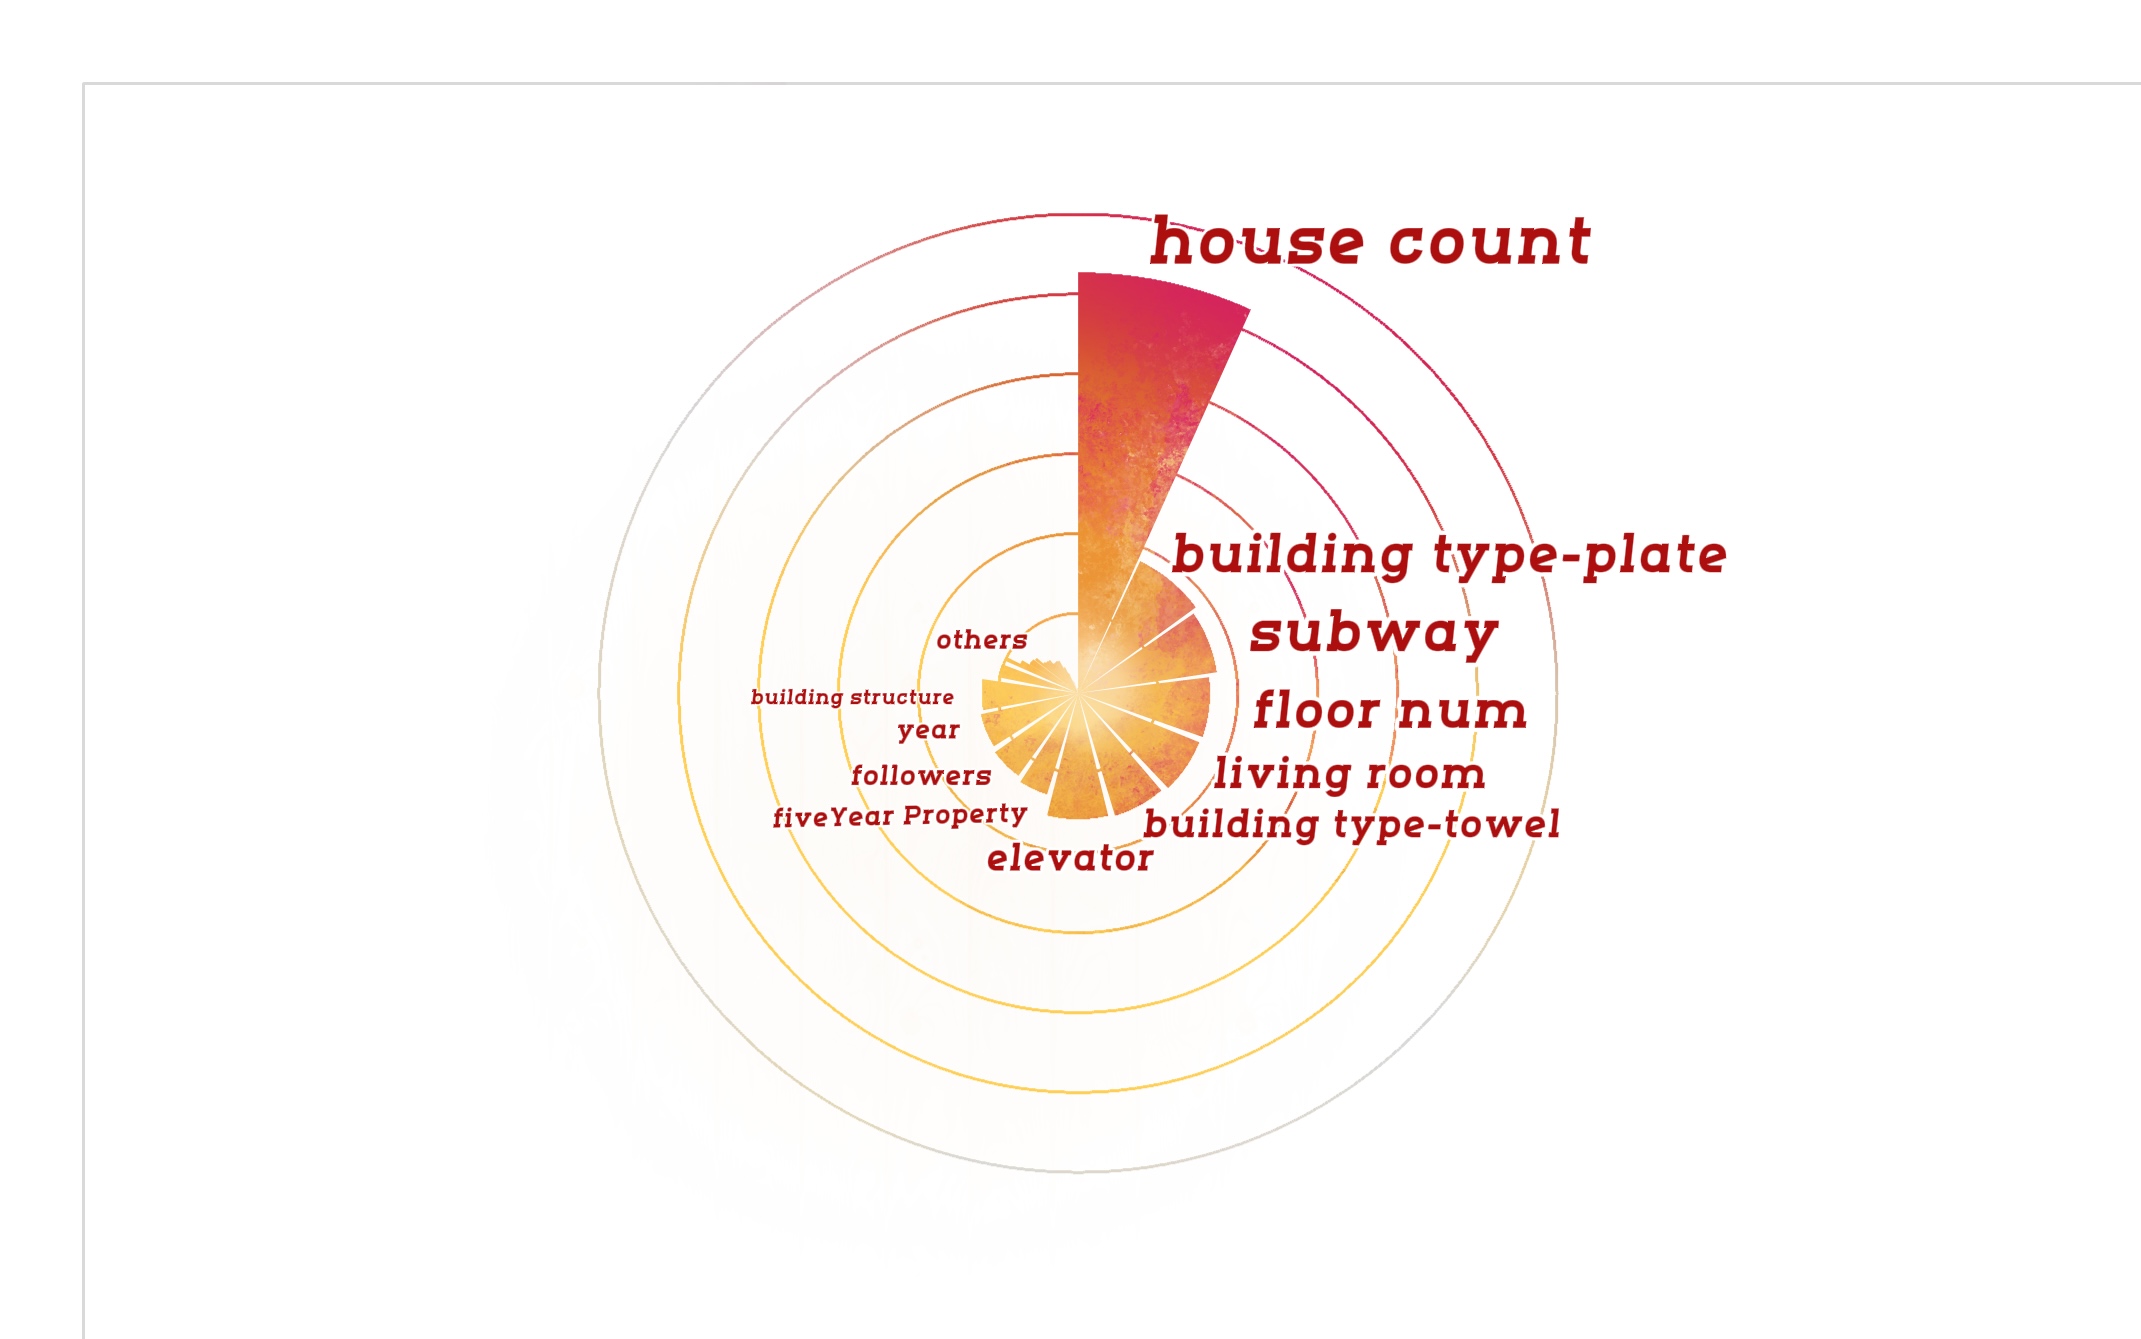 house count
building type-plate
subway
floor num
living room
building type-towel
elevator
fiveYear Property
followers
year
building structure
others